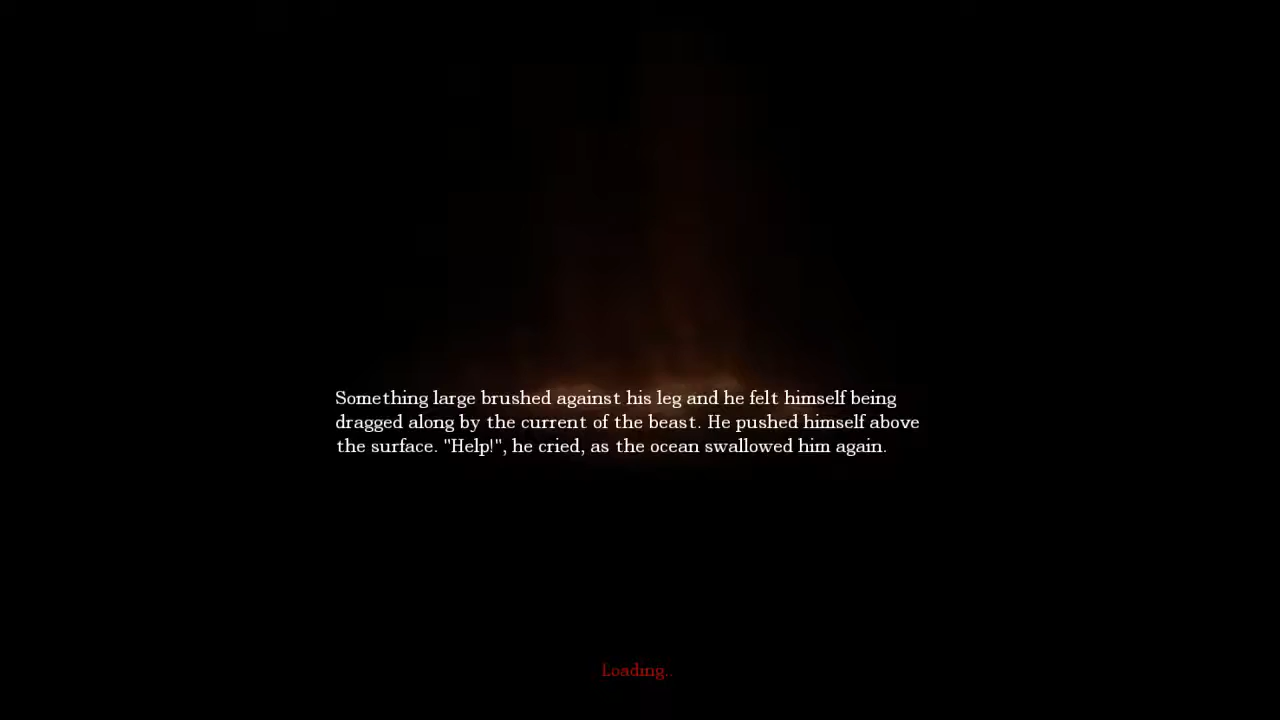 Something large brushed against his leg and he felt himself being
dragged along by the current of the beast. He pushed himself above
the surface. "Help!", he cried, as the ocean swallowed him again.
Loading..